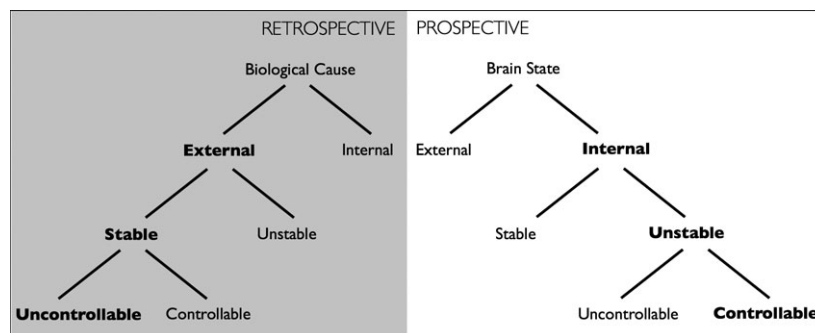 RETROSPECTIVE PROSPECTIVE
Biological Cause Brain State
External Internal External Internal
Stable Unstable Stable Unstable
Uncontrollable Controllable Uncontrollable Controllable